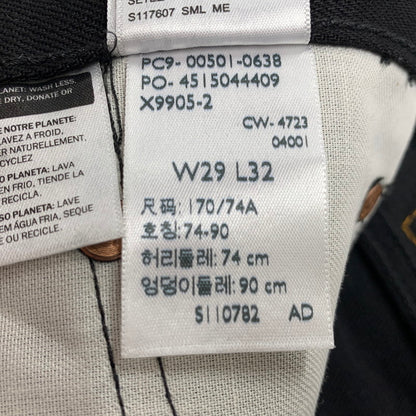 S117607 SML ME
PLANET: WASH LESS,
E DRY, DONATE OR
E NOTRE PLANETE:
LAVEZ A FROID,
ER NATURELLEMENT,
CYCLEZ
O PLANETA: LAVA
EN FRIO, TIENDE LA
Y RECICLA.
SO PLANETA: LAVE
EM ÁGUA FRIA, SEQUE
E OU RECICLE.
PC9- 00501-0638
PO- 4515044409
X9905-2
CW- 4723
04001
W29 L32
尺码: 170/74A
호칭: 74-90
허리둘레: 74 cm
엉덩이둘레: 90 cm
S110782 AD